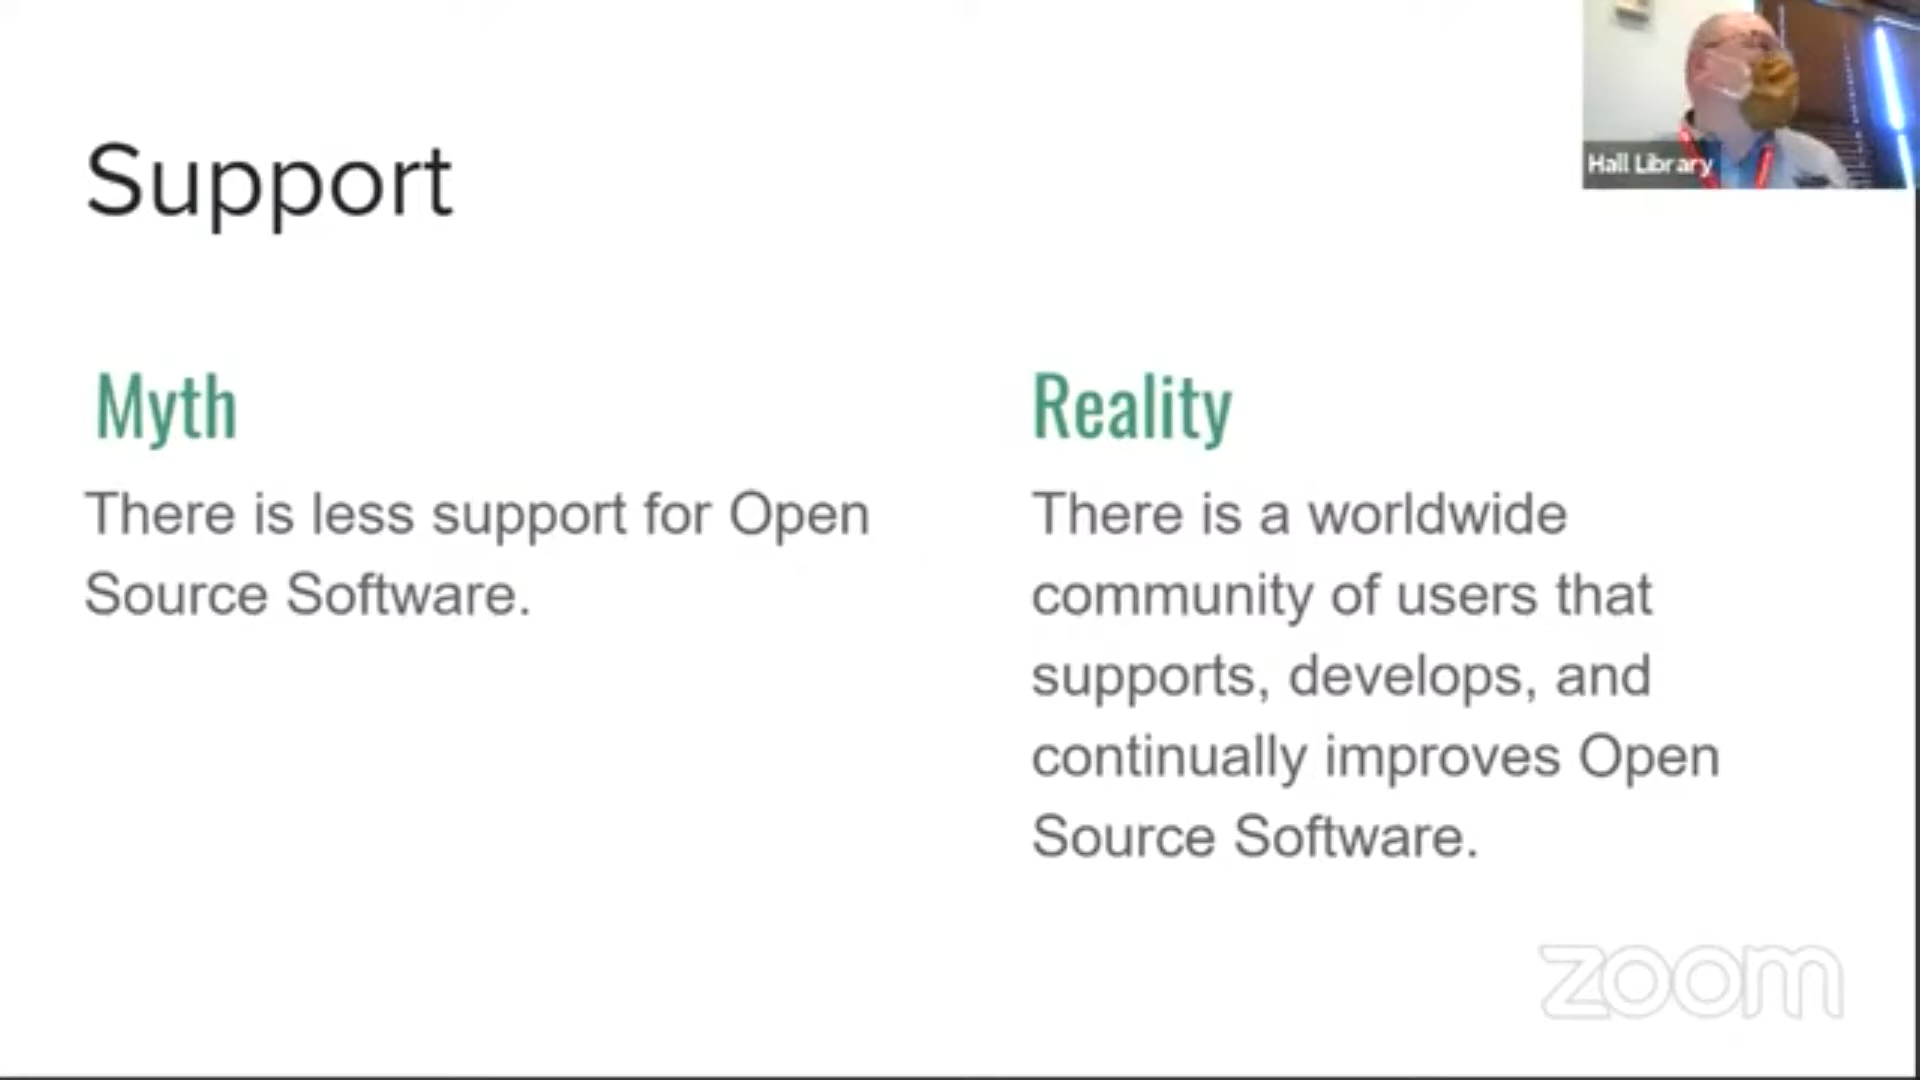 Hall Library
Support
Myth
There is less support for Open
Source Software.
Reality
There is a worldwide
community of users that
supports, develops, and
continually improves Open
Source Software.
zoom